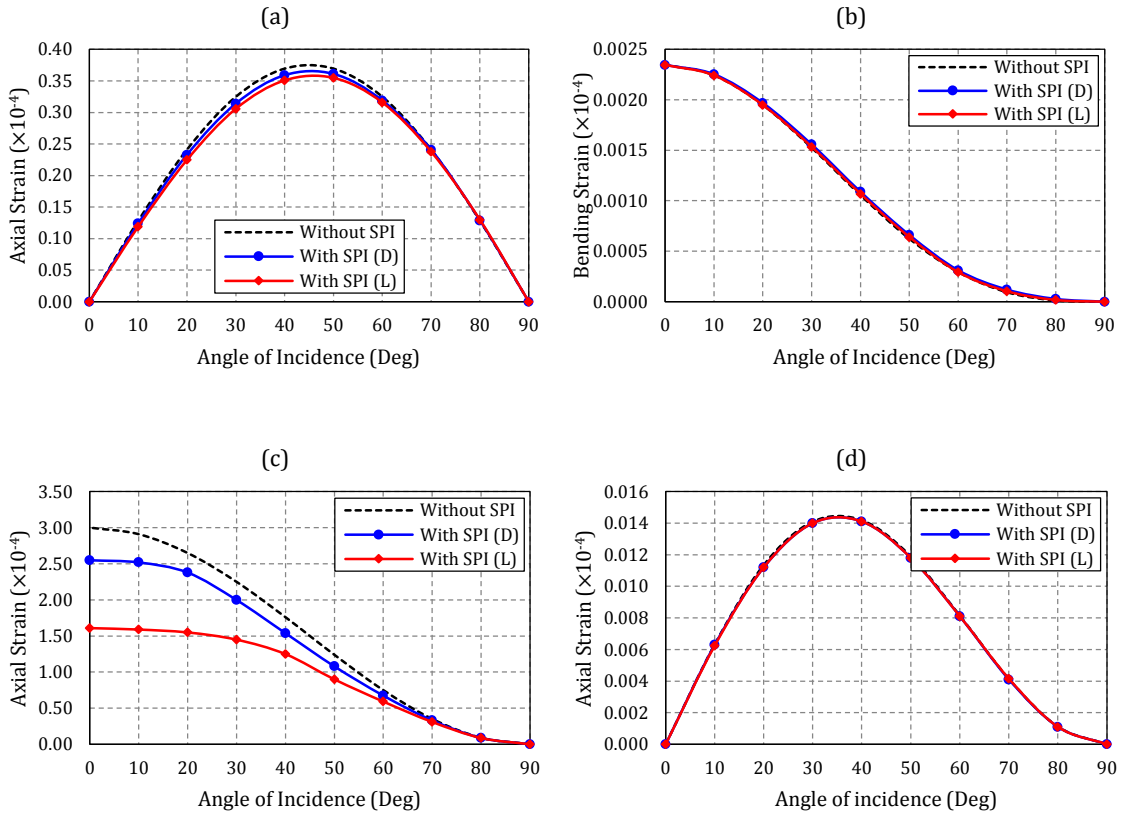 (a)
Axial Strain (×10⁻⁴)
0.40
0.35
0.30
0.25
0.20
0.15
0.10
0.05
0.00
Without SPI
With SPI (D)
With SPI (L)
0 10 20 30 40 50 60 70 80 90
Angle of Incidence (Deg)
(b)
Bending Strain (×10⁻⁴)
0.0025
0.0020
0.0015
0.0010
0.0005
0.0000
Without SPI
With SPI (D)
With SPI (L)
0 10 20 30 40 50 60 70 80 90
Angle of Incidence (Deg)
(c)
Axial Strain (×10⁻⁴)
3.50
3.00
2.50
2.00
1.50
1.00
0.50
0.00
Without SPI
With SPI (D)
With SPI (L)
0 10 20 30 40 50 60 70 80 90
Angle of Incidence (Deg)
(d)
Axial Strain (×10⁻⁴)
0.016
0.014
0.012
0.010
0.008
0.006
0.004
0.002
0.000
Without SPI
With SPI (D)
With SPI (L)
0 10 20 30 40 50 60 70 80 90
Angle of incidence (Deg)